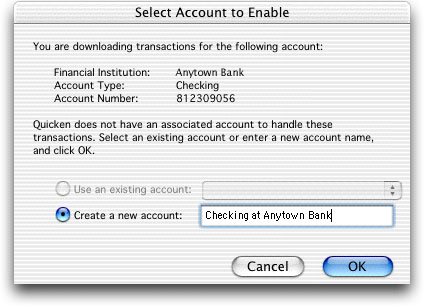 Select Account to Enable
You are downloading transactions for the following account:
Financial Institution: Anytown Bank
Account Type: Checking
Account Number: 812309056
Quicken does not have an associated account to handle these
transactions. Select an existing account or enter a new account name,
and click OK.
Use an existing account:
Create a new account: Checking at Anytown Bank
Cancel OK